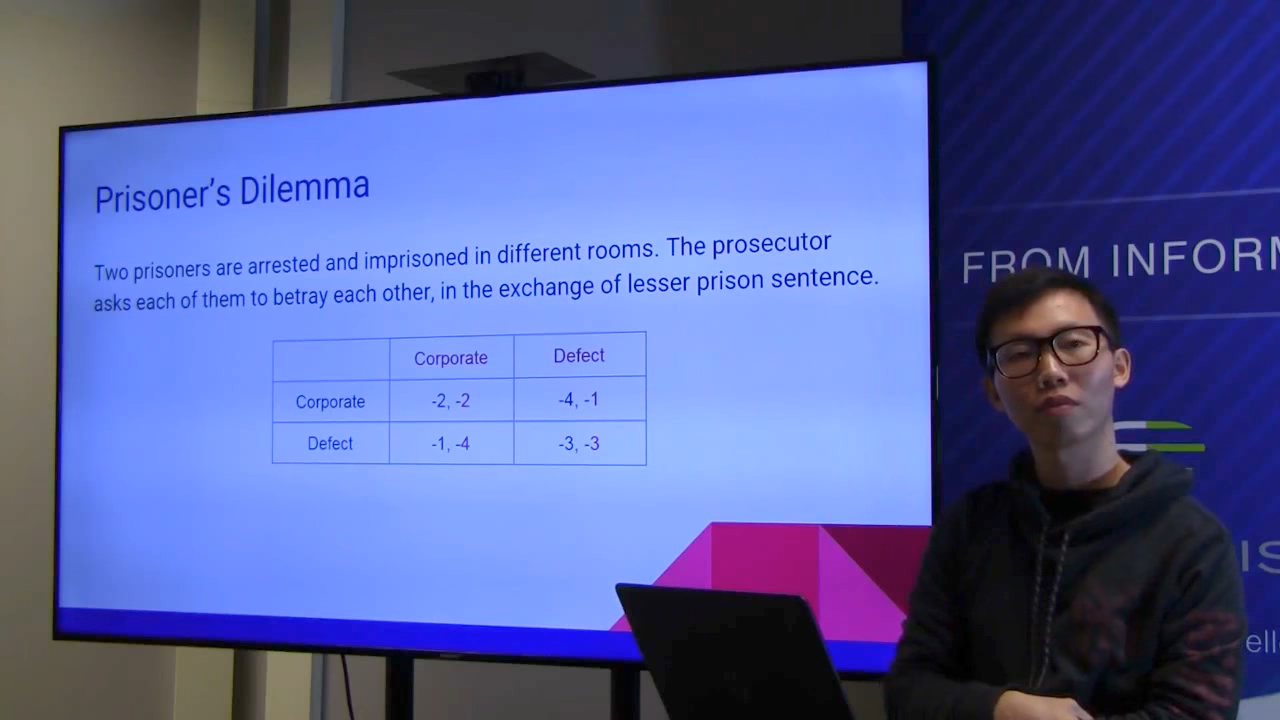 Prisoner's Dilemma
Two prisoners are arrested and imprisoned in different rooms. The prosecutor
asks each of them to betray each other, in the exchange of lesser prison sentence.
Corporate Defect
Corporate -2, -2 -4, -1
Defect -1, -4 -3, -3
FROM INFORM
IS
ell